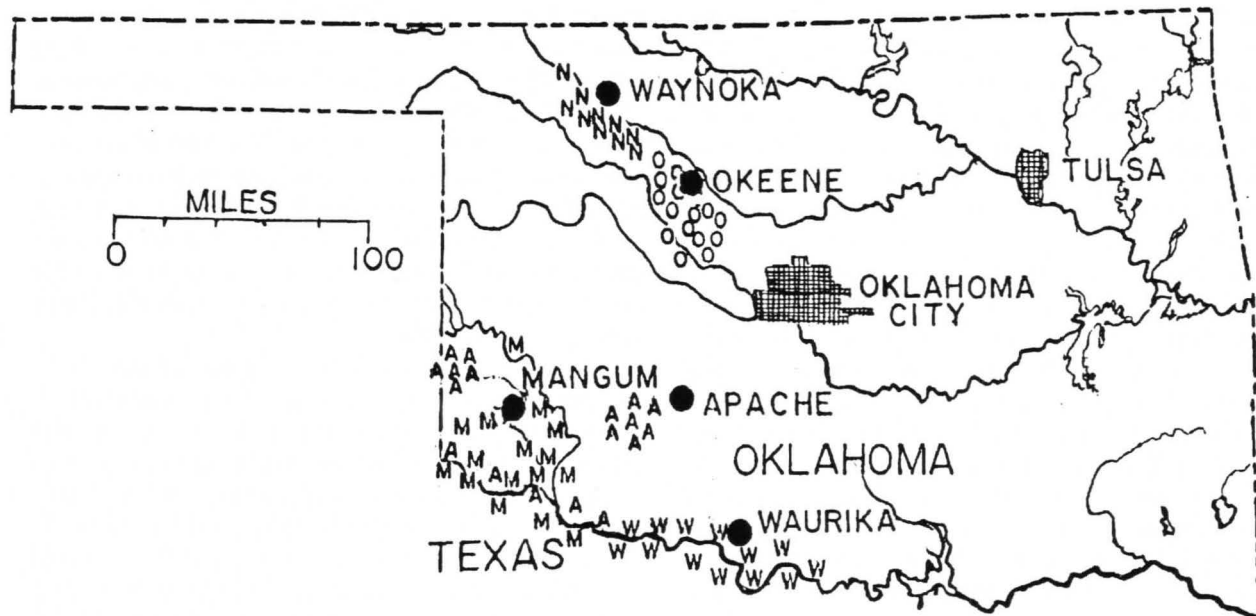 WAYNOKA
N
N
N N N N N
N N N N N
OKEENE
O O O
O O O
O O O
O O O O
O O O O
O O O
TULSA
MILES
0 100
OKLAHOMA
CITY
M
A A
A A A A
A
MANGUM
APACHE
A A A
A A
A A
M M M M
OKLAHOMA
A M M M
M M A M M M
M A A
M M A
WAURIKA
W W W W
W W W W W
W W W W W
TEXAS